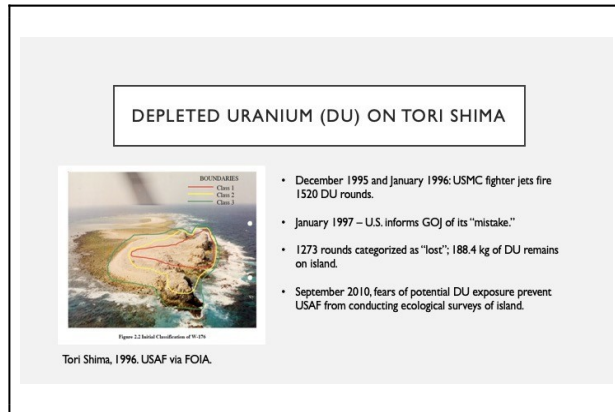 DEPLETED URANIUM (DU) ON TORI SHIMA
BOUNDARIES
Class 1
Class 2
Class 3
Figure 2.2 Initial Classification of W-176
Tori Shima, 1996. USAF via FOIA.
• December 1995 and January 1996: USMC fighter jets fire
1520 DU rounds.
• January 1997 – U.S. informs GOJ of its “mistake.”
• 1273 rounds categorized as “lost”; 188.4 kg of DU remains
on island.
• September 2010, fears of potential DU exposure prevent
USAF from conducting ecological surveys of island.